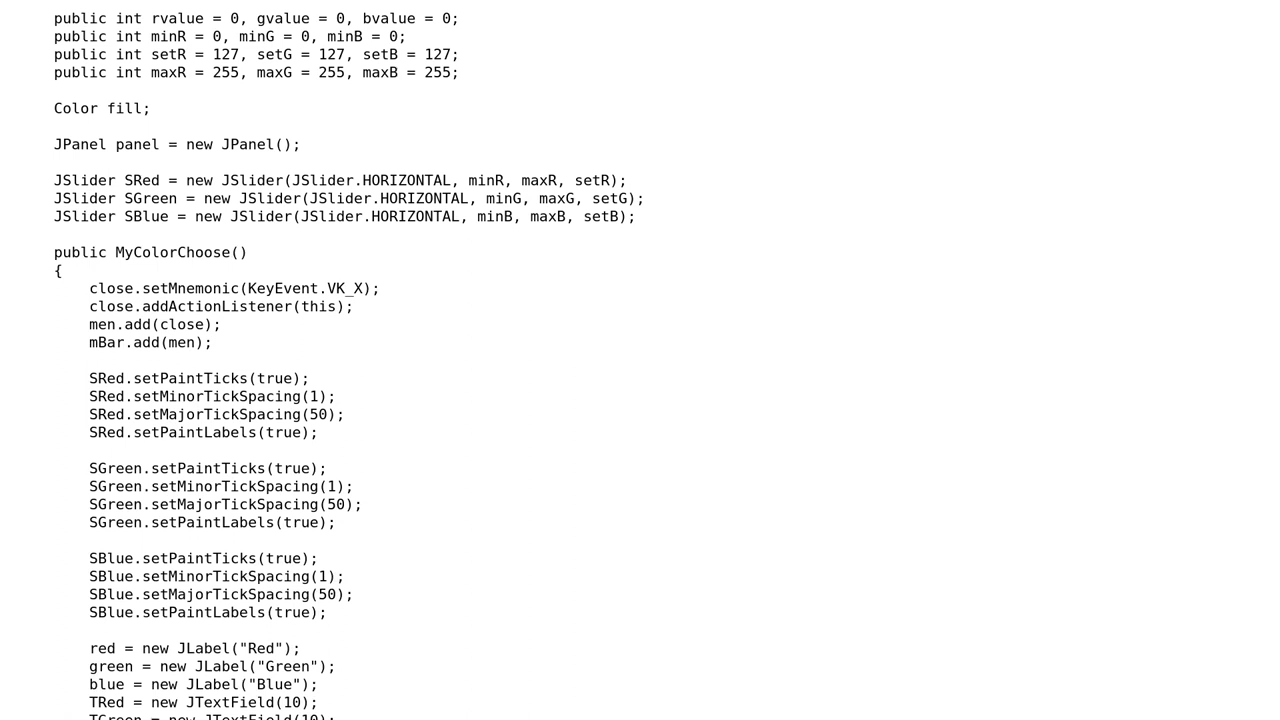 public int rvalue = 0, gvalue = 0, bvalue = 0;
public int minR = 0, minG = 0, minB = 0;
public int setR = 127, setG = 127, setB = 127;
public int maxR = 255, maxG = 255, maxB = 255;

Color fill;

JPanel panel = new JPanel();

JSlider SRed = new JSlider(JSlider.HORIZONTAL, minR, maxR, setR);
JSlider SGreen = new JSlider(JSlider.HORIZONTAL, minG, maxG, setG);
JSlider SBlue = new JSlider(JSlider.HORIZONTAL, minB, maxB, setB);

public MyColorChoose()
{
    close.setMnemonic(KeyEvent.VK_X);
    close.addActionListener(this);
    men.add(close);
    mBar.add(men);

    SRed.setPaintTicks(true);
    SRed.setMinorTickSpacing(1);
    SRed.setMajorTickSpacing(50);
    SRed.setPaintLabels(true);

    SGreen.setPaintTicks(true);
    SGreen.setMinorTickSpacing(1);
    SGreen.setMajorTickSpacing(50);
    SGreen.setPaintLabels(true);

    SBlue.setPaintTicks(true);
    SBlue.setMinorTickSpacing(1);
    SBlue.setMajorTickSpacing(50);
    SBlue.setPaintLabels(true);

    red = new JLabel("Red");
    green = new JLabel("Green");
    blue = new JLabel("Blue");
    TRed = new JTextField(10);
    TGreen = new JTextField(10);